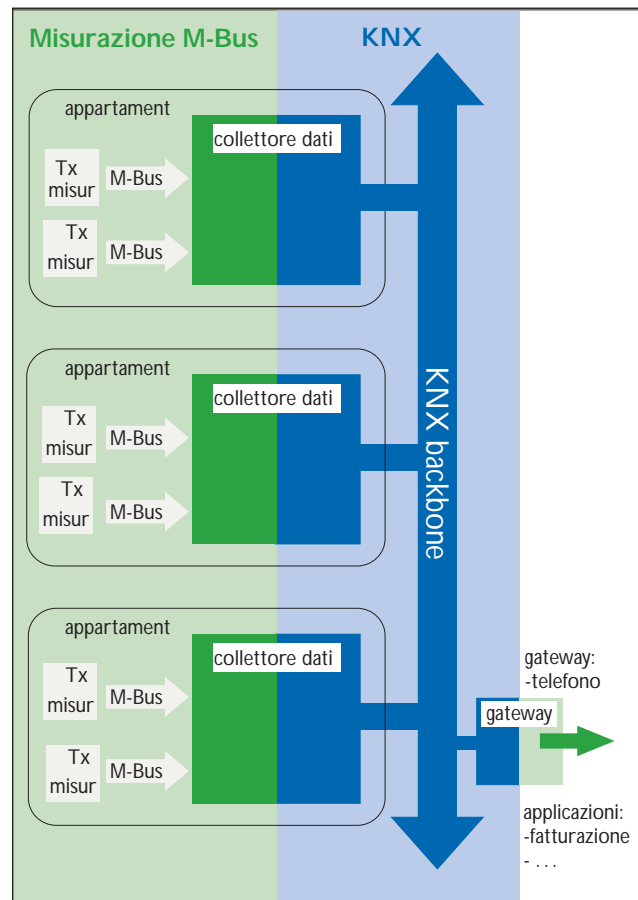 Misurazione M-Bus
KNX
appartament
collettore dati
Tx
misur
M-Bus
Tx
misur
M-Bus
appartament
collettore dati
Tx
misur
M-Bus
Tx
misur
M-Bus
KNX backbone
appartament
collettore dati
Tx
misur
M-Bus
Tx
misur
M-Bus
gateway:
-telefono
gateway
applicazioni:
-fatturazione
- . . .